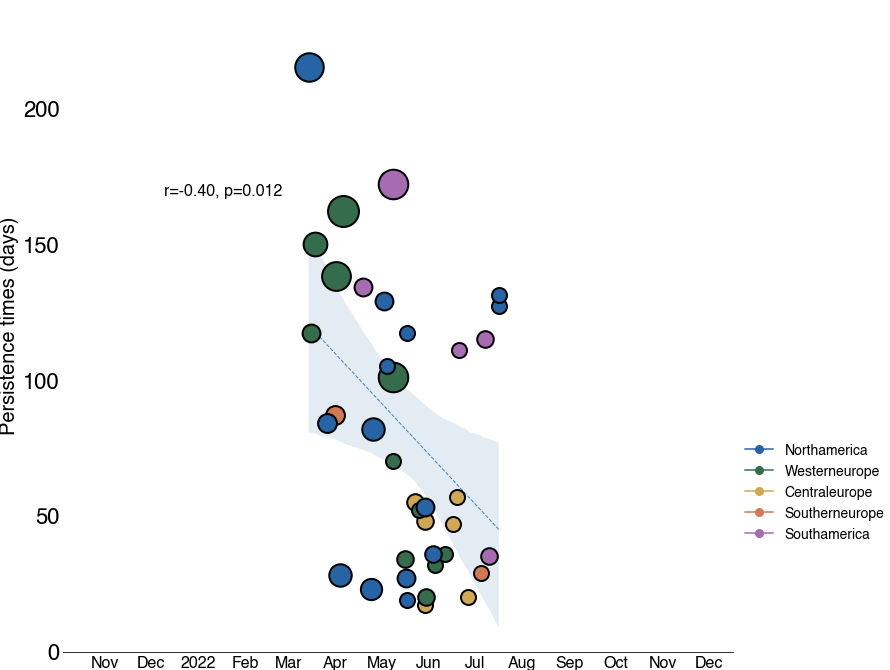 200
r=-0.40, p=0.012
150
Persistence times (days)
100
50
0
Northamerica
Westerneurope
Centraleurope
Southerneurope
Southamerica
Nov Dec 2022 Feb Mar Apr May Jun Jul Aug Sep Oct Nov Dec